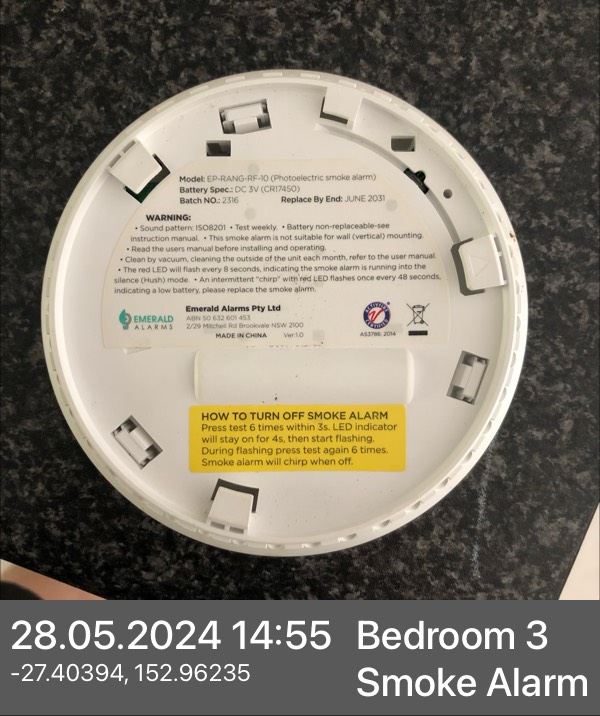 Model: EP-RANG-RF-10 (Photoelectric smoke alarm)
Battery Spec.: DC 3V (CR17450)
Batch NO.: 2316 Replace By End: JUNE 2031
WARNING:
• Sound pattern: ISO8201 • Test weekly. • Battery non-replaceable-see
instruction manual. • This smoke alarm is not suitable for wall (vertical) mounting.
• Read the users manual before installing and operating.
• Clean by vacuum, cleaning the outside of the unit each month, refer to the user manual.
• The red LED will flash every 8 seconds, indicating the smoke alarm is running into the
silence (Hush) mode. • An intermittent "chirp" with red LED flashes once every 48 seconds,
indicating a low battery, please replace the smoke alarm.
EMERALD
ALARMS
Emerald Alarms Pty Ltd
ABN 50 632 601 453
2/29 Mitchell Rd Brookvale NSW 2100
MADE IN CHINA Ver:1.0
AS3786: 2014
HOW TO TURN OFF SMOKE ALARM
Press test 6 times within 3s. LED indicator
will stay on for 4s, then start flashing.
During flashing press test again 6 times.
Smoke alarm will chirp when off.
28.05.2024 14:55 Bedroom 3
-27.40394, 152.96235 Smoke Alarm